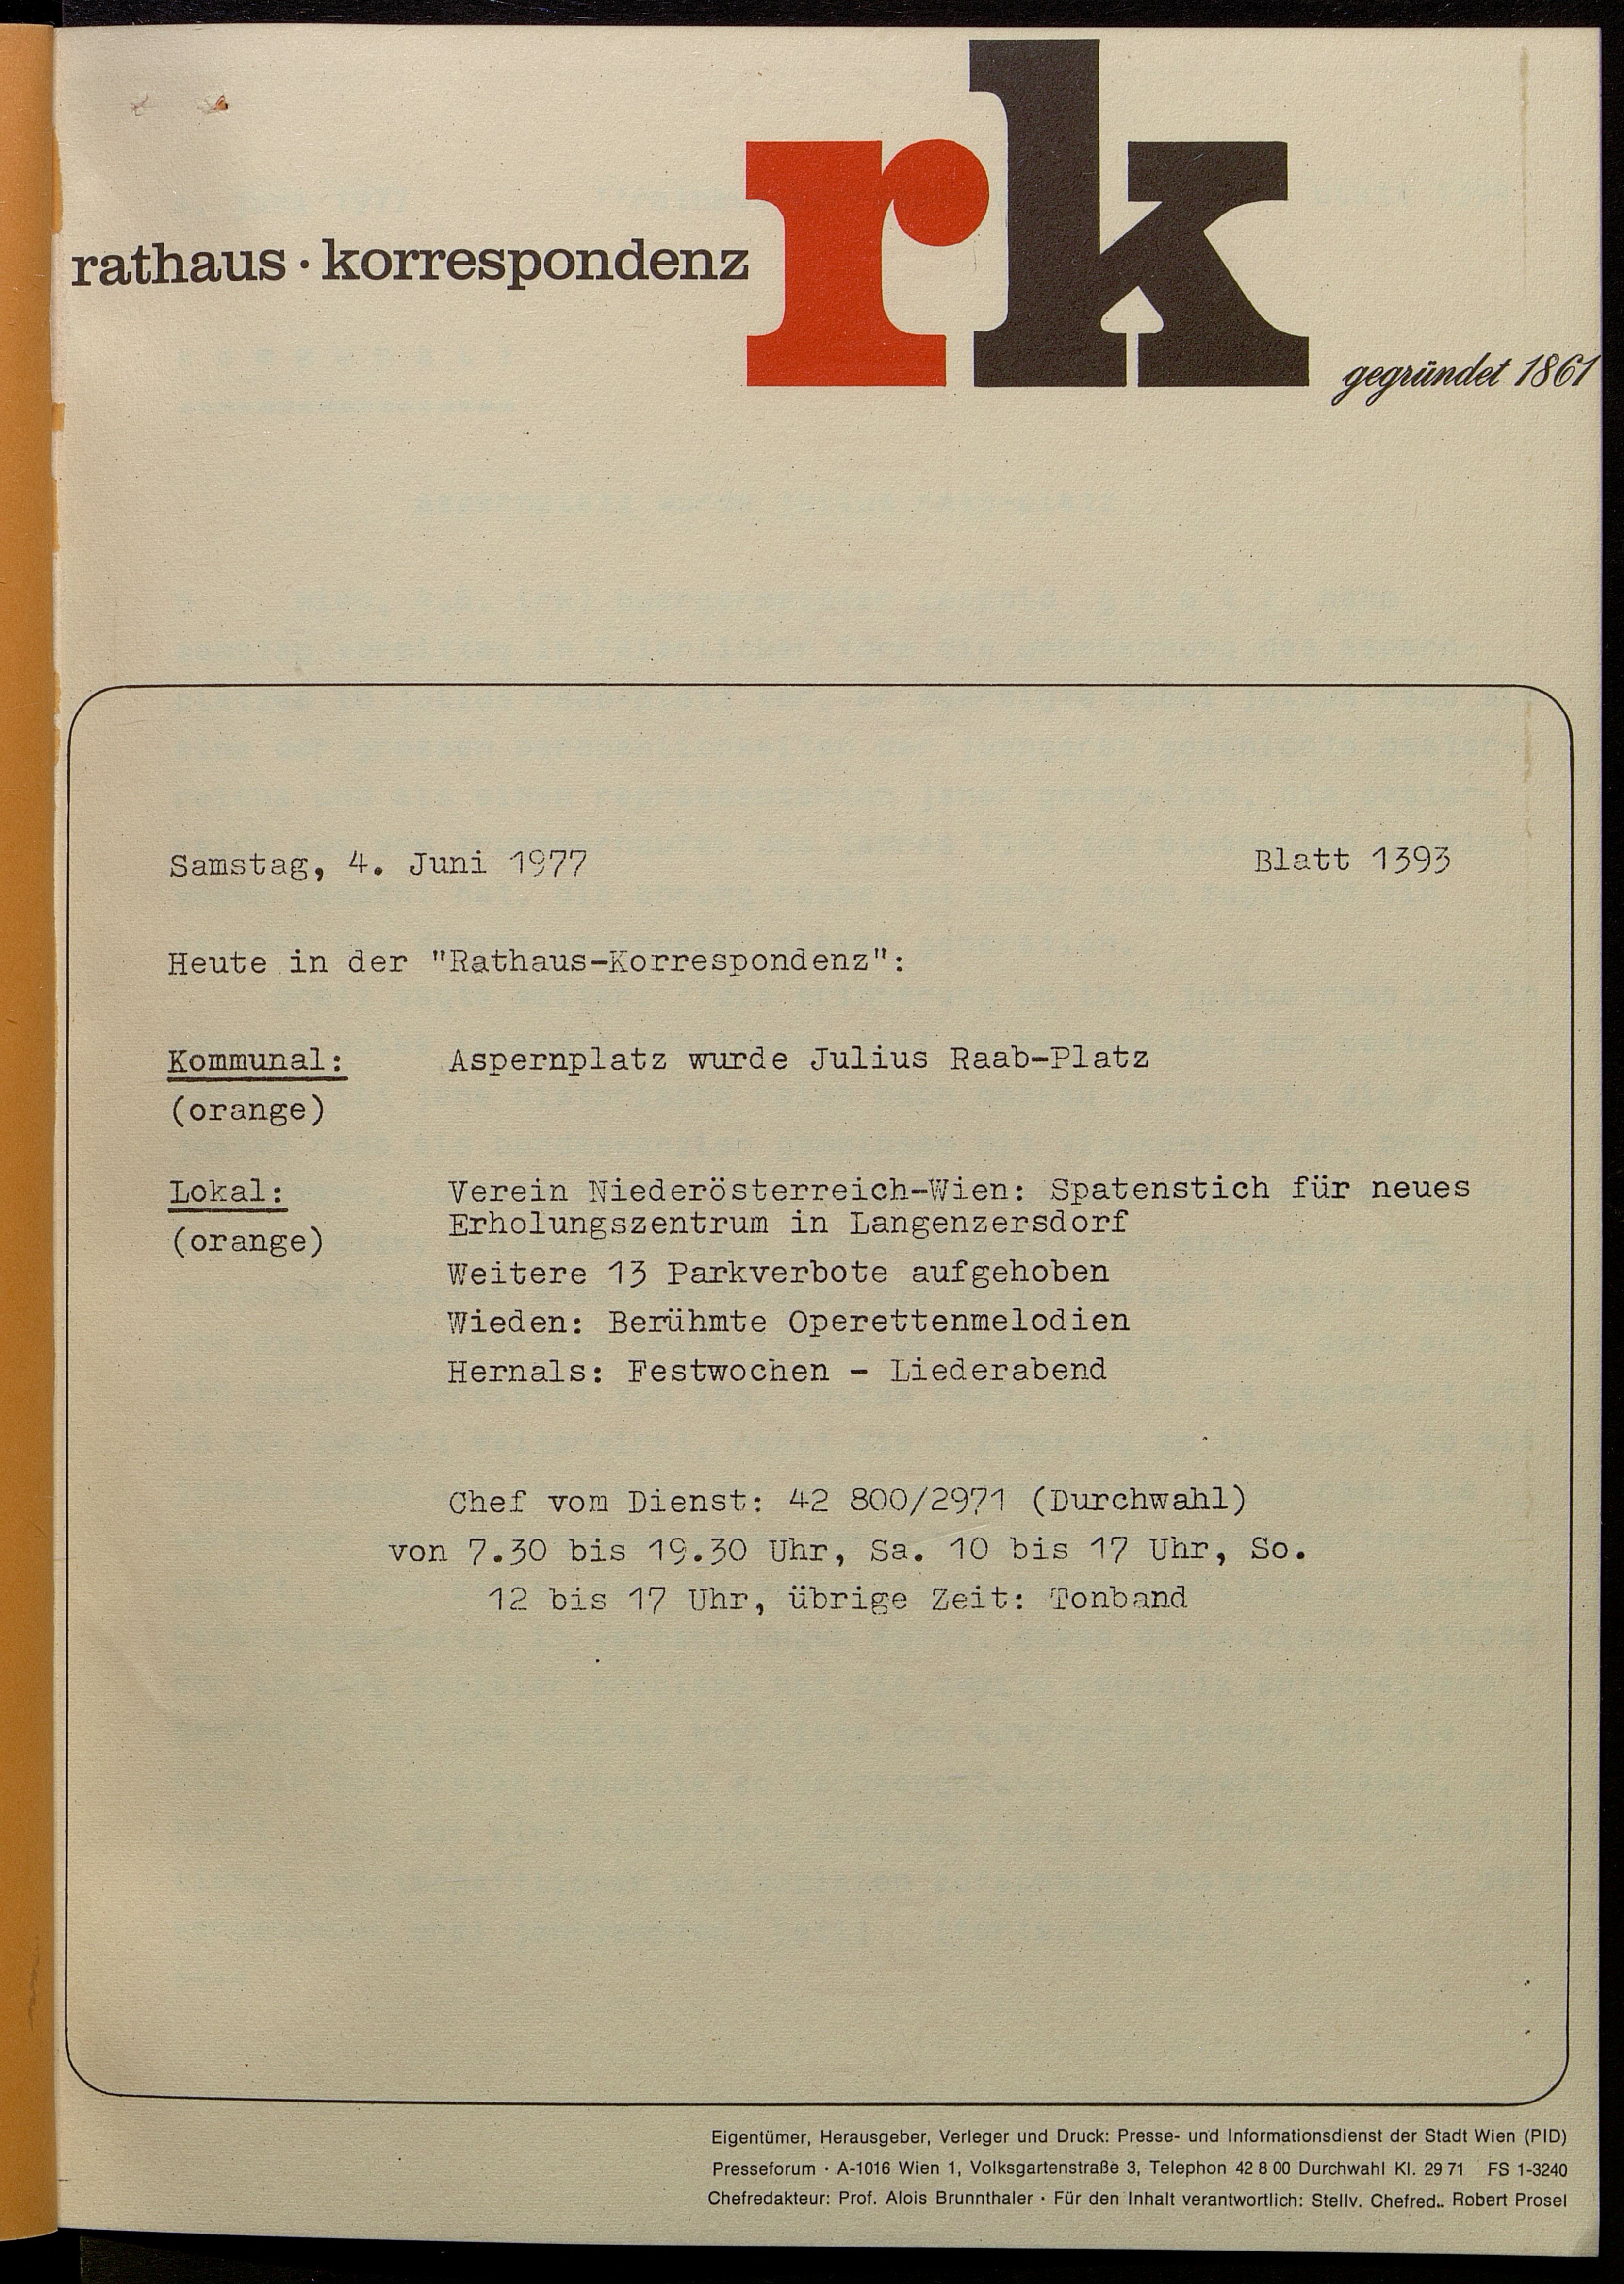 rk
rathaus · korrespondenz
gegründet 1861
Samstag, 4. Juni 1977 Blatt 1393
Heute in der "Rathaus-Korrespondenz":
Kommunal: Aspernplatz wurde Julius Raab-Platz
(orange)
Lokal: Verein Niederösterreich-Wien: Spatenstich für neues
Erholungszentrum in Langenzersdorf
(orange)
Weitere 13 Parkverbote aufgehoben
Wieden: Berühmte Operettenmelodien
Hernals: Festwochen - Liederabend
Chef vom Dienst: 42 800/2971 (Durchwahl)
von 7.30 bis 19.30 Uhr, Sa. 10 bis 17 Uhr, So.
12 bis 17 Uhr, übrige Zeit: Tonband
Eigentümer, Herausgeber, Verleger und Druck: Presse- und Informationsdienst der Stadt Wien (PID)
Presseforum · A-1016 Wien 1, Volksgartenstraße 3, Telephon 42 8 00 Durchwahl Kl. 29 71 FS 1-3240
Chefredakteur: Prof. Alois Brunnthaler · Für den Inhalt verantwortlich: Stellv. Chefred.. Robert Prosel